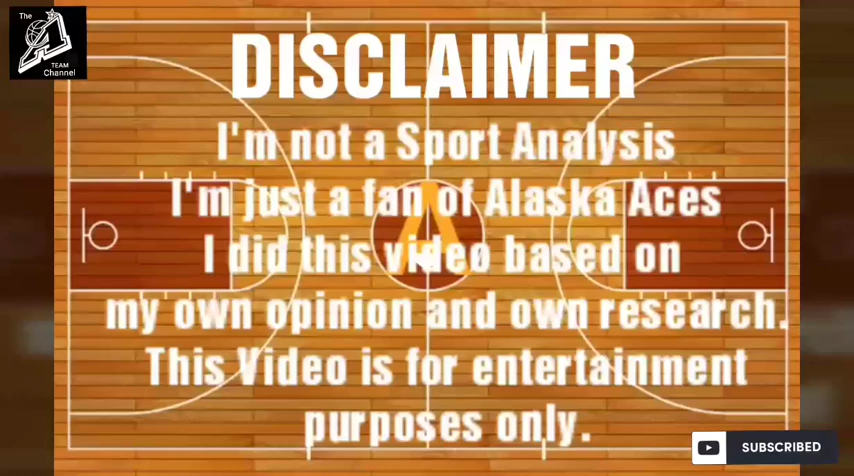 The
TEAM
Channel
DISCLAIMER
I'm not a Sport Analysis
I'm just a fan of Alaska Aces
I did this video based on
my own opinion and own research.
This Video is for entertainment
purposes only.
SUBSCRIBED